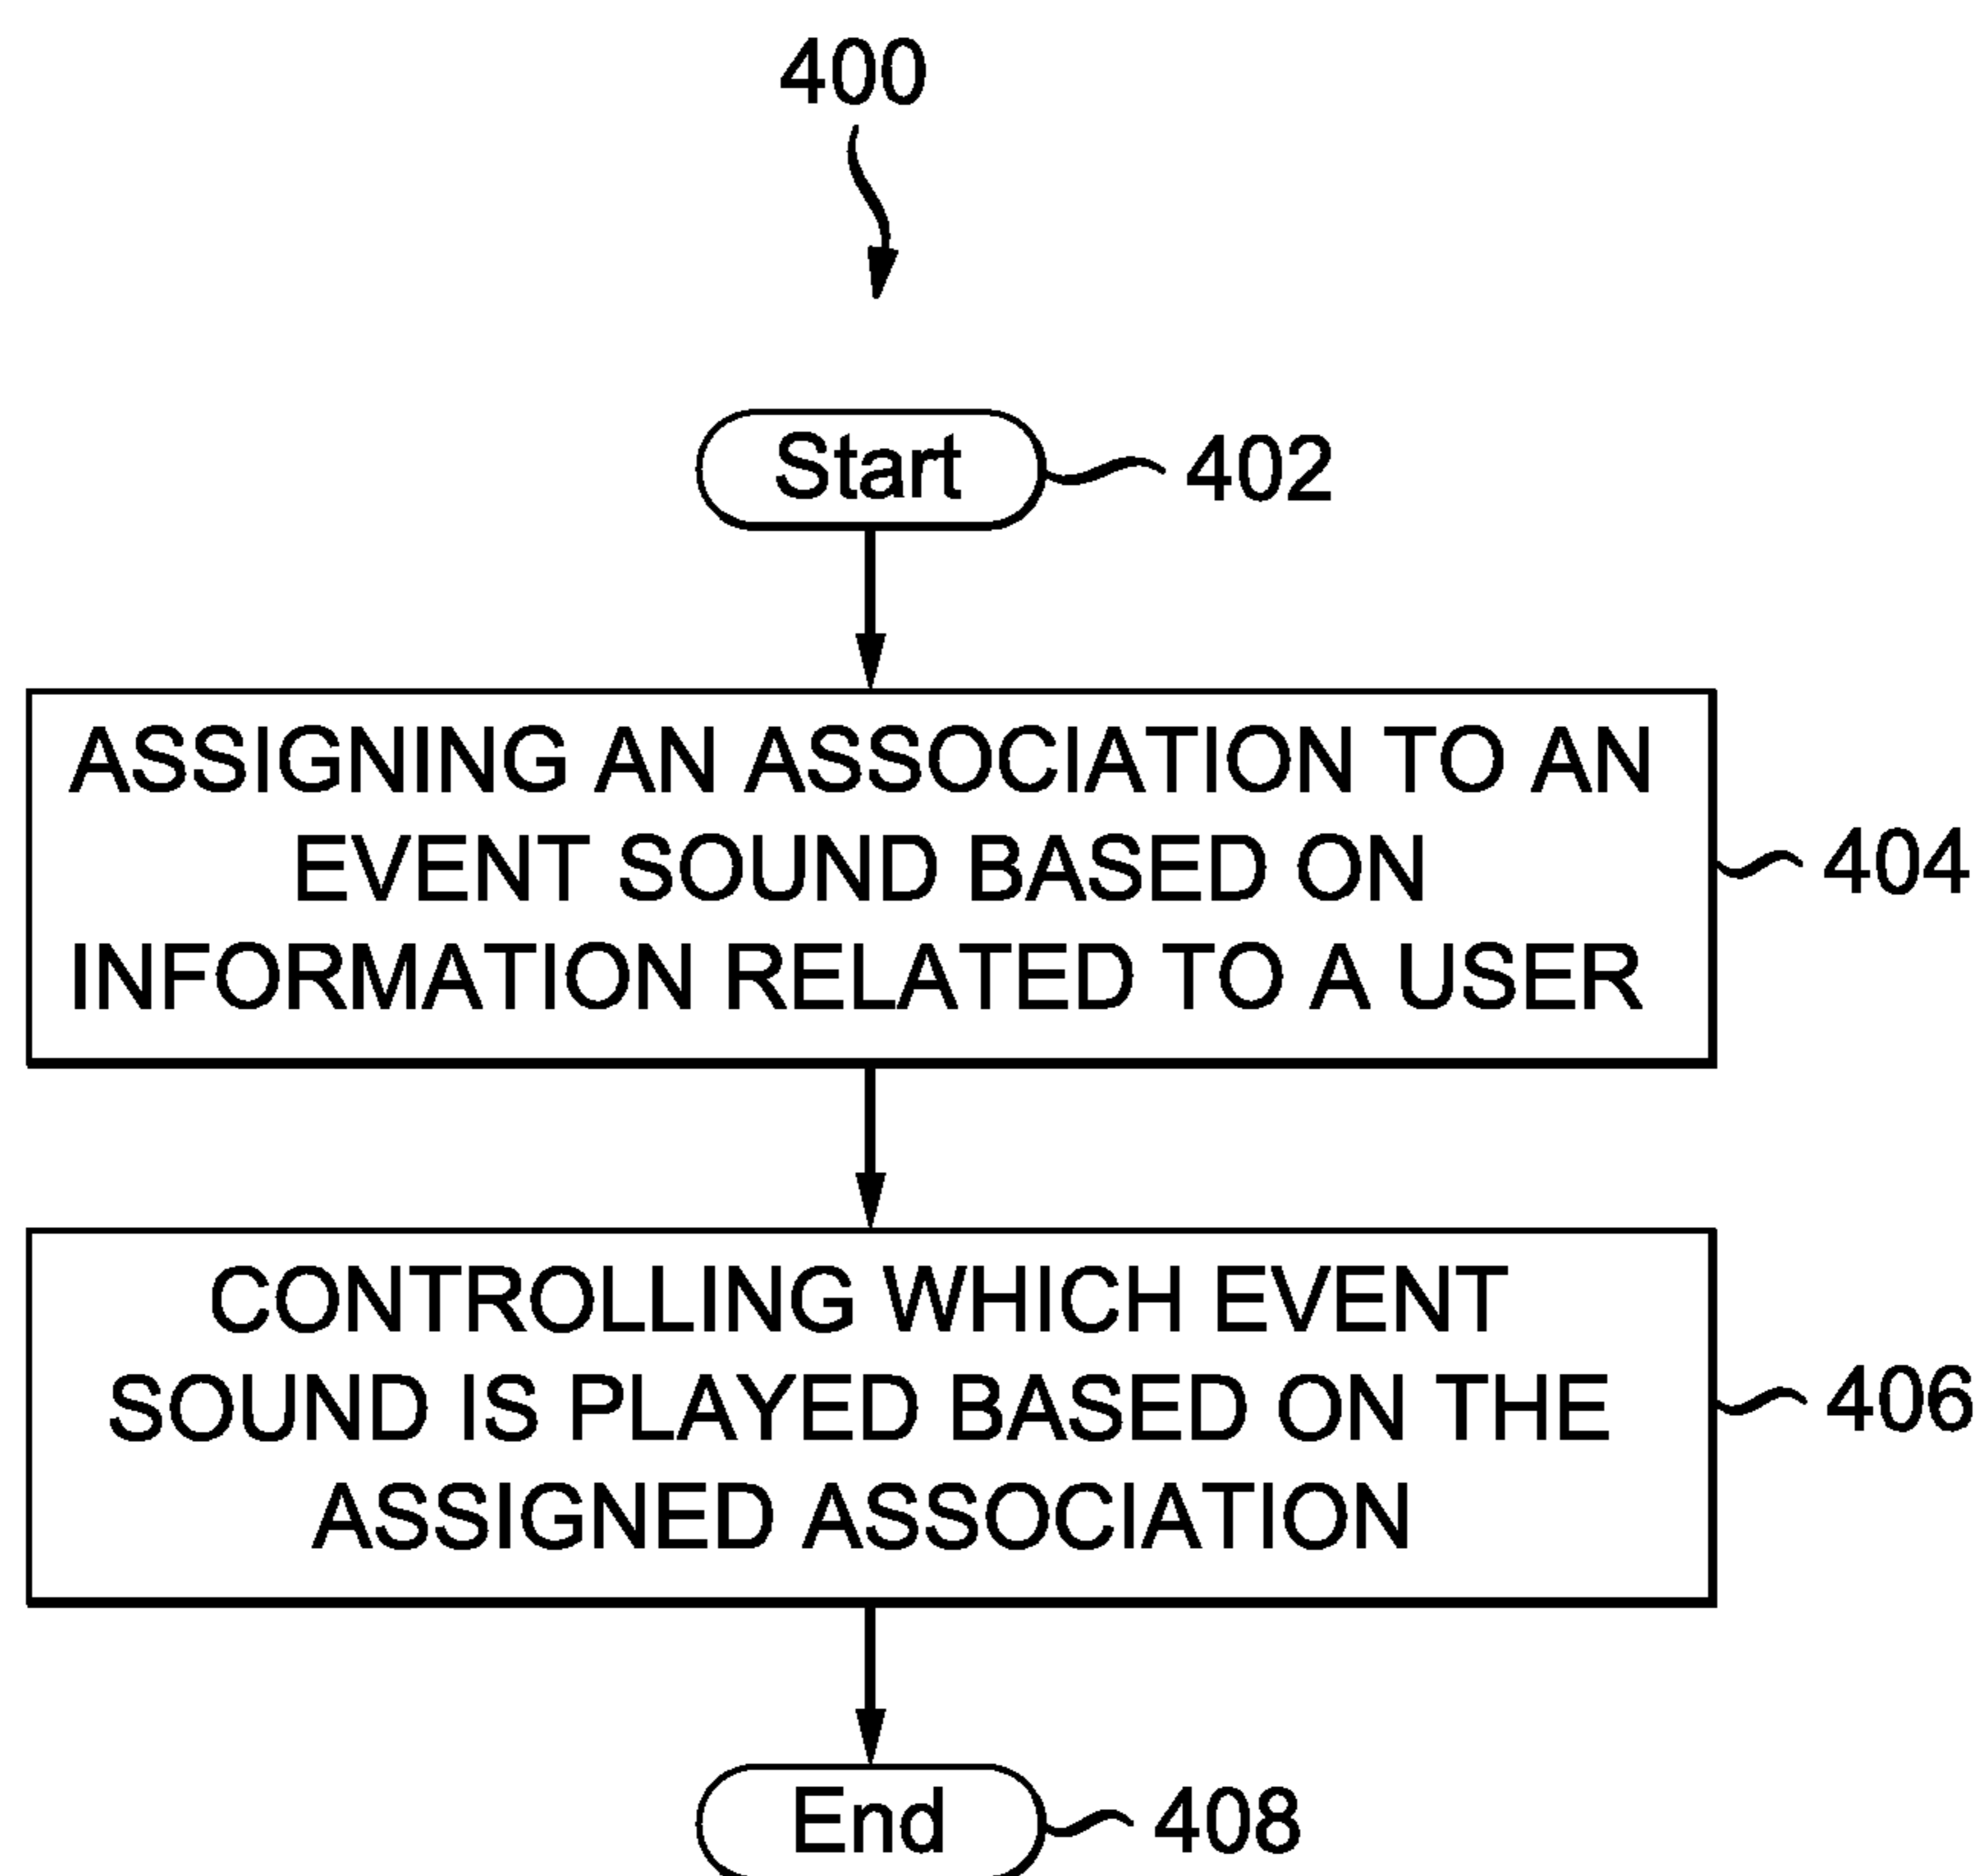 400
Start
402
ASSIGNING AN ASSOCIATION TO AN
EVENT SOUND BASED ON
INFORMATION RELATED TO A USER
404
CONTROLLING WHICH EVENT
SOUND IS PLAYED BASED ON THE
ASSIGNED ASSOCIATION
406
End
408